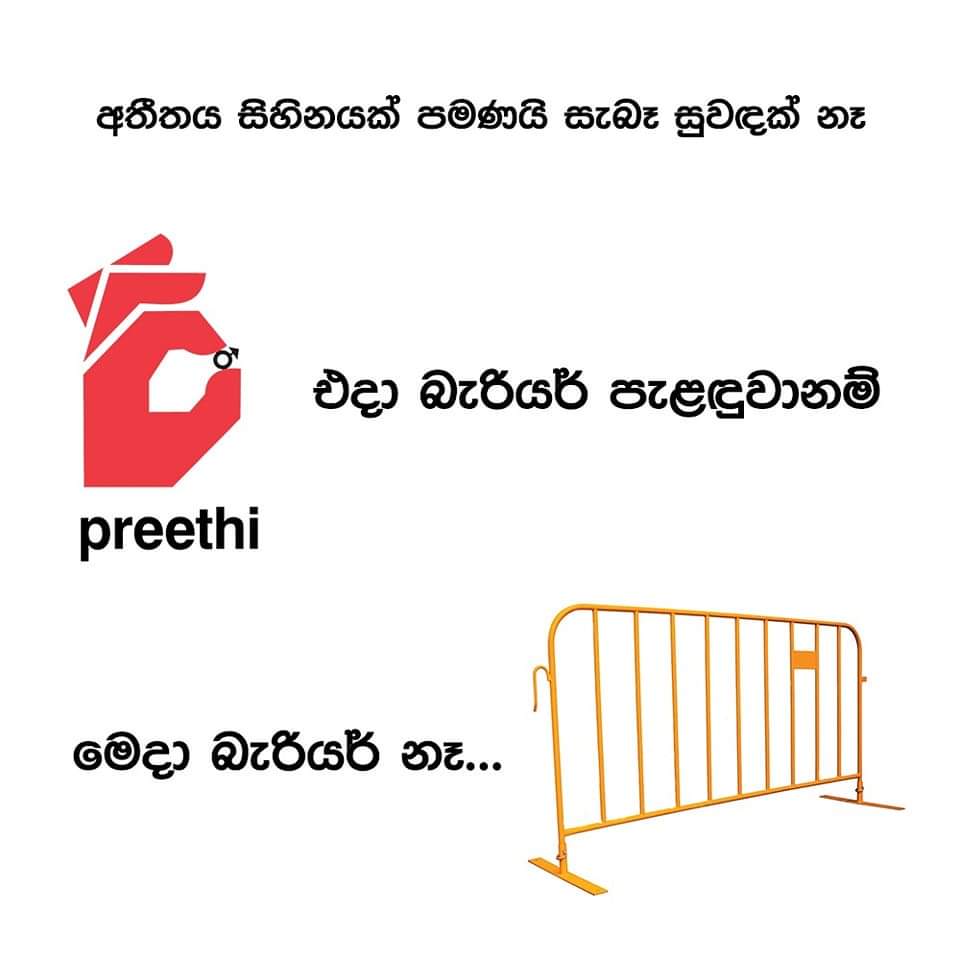 අතීතය සිහිනයක් පමණයි සැබෑ සුවඳක් නෑ
එදා බැරියර් පැළඳුවානම්
preethi
මෙදා බැරියර් නෑ...